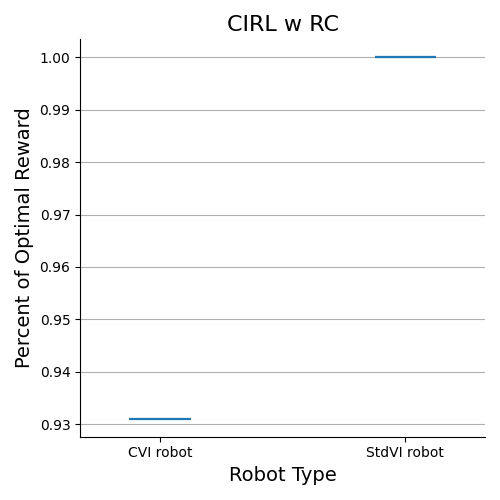 CIRL w RC
Percent of Optimal Reward
1.00
0.99
0.98
0.97
0.96
0.95
0.94
0.93
CVI robot
StdVI robot
Robot Type